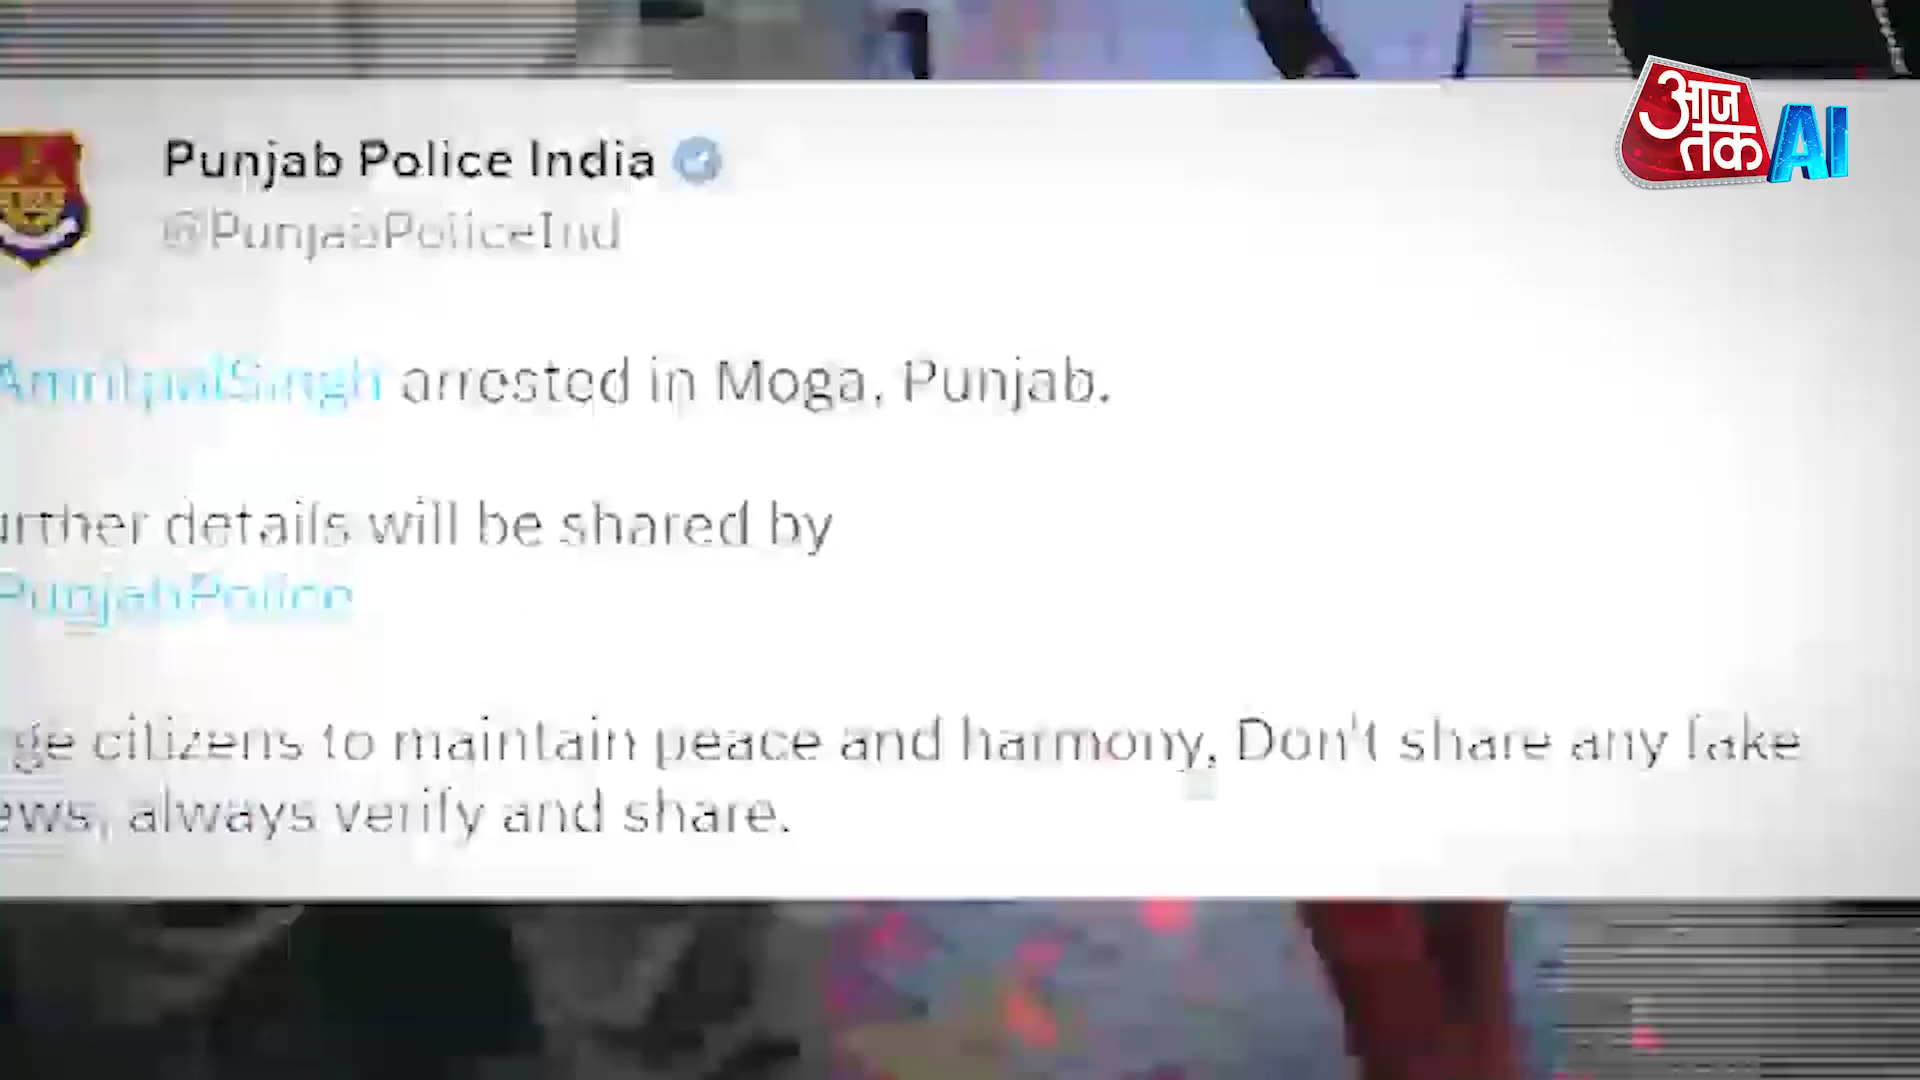 आज
तक AI
Punjab Police India
@PunjabPoliceInd
AmritpalSingh arrested in Moga, Punjab.
urther details will be shared by
PunjabPolice
ge citizens to maintain peace and harmony, Don't share any fake
ews, always verify and share.